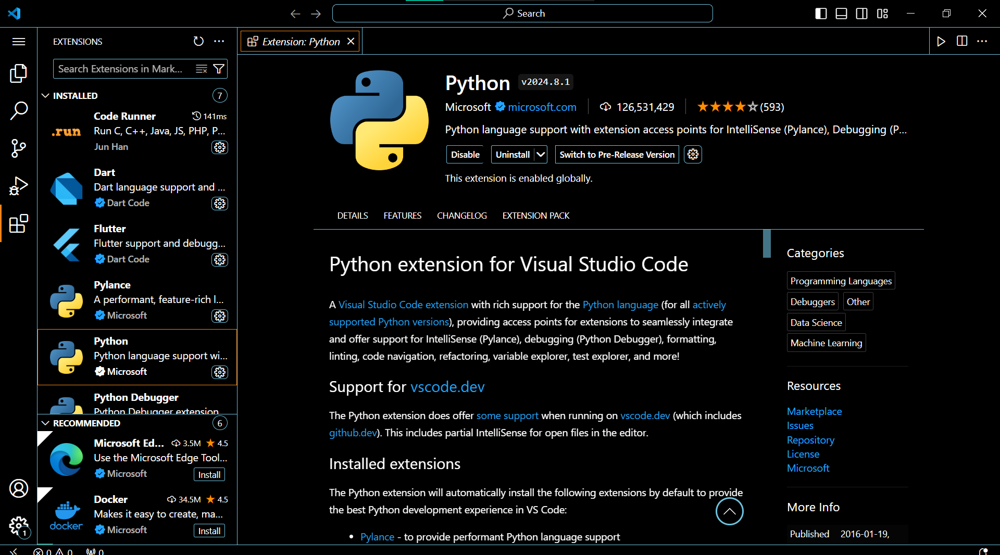 Search
EXTENSIONS
Search Extensions in Mark...
INSTALLED
7
Code Runner
141ms
Run C, C++, Java, JS, PHP, P...
Jun Han
.run
Dart
Dart language support and ...
Dart Code
Flutter
Flutter support and debugg...
Dart Code
Pylance
A performant, feature-rich l...
Microsoft
Python
Python language support wi...
Microsoft
Python Debugger
Python Debugger extension
RECOMMENDED
6
Microsoft Ed...
3.5M
4.5
Use the Microsoft Edge Tool...
Microsoft
Install
Docker
34.5M
4.5
Makes it easy to create, ma...
docker
Microsoft
Install
1
0
0
0
Extension: Python
Python
v2024.8.1
Microsoft
microsoft.com
126,531,429
(593)
Python language support with extension access points for IntelliSense (Pylance), Debugging (P...
Disable
Uninstall
Switch to Pre-Release Version
This extension is enabled globally.
DETAILS
FEATURES
CHANGELOG
EXTENSION PACK
Python extension for Visual Studio Code
A Visual Studio Code extension with rich support for the Python language (for all actively
supported Python versions), providing access points for extensions to seamlessly integrate
and offer support for IntelliSense (Pylance), debugging (Python Debugger), formatting,
linting, code navigation, refactoring, variable explorer, test explorer, and more!
Support for vscode.dev
The Python extension does offer some support when running on vscode.dev (which includes
github.dev). This includes partial IntelliSense for open files in the editor.
Installed extensions
The Python extension will automatically install the following extensions by default to provide
the best Python development experience in VS Code:
• Pylance - to provide performant Python language support
Categories
Programming Languages
Debuggers
Other
Data Science
Machine Learning
Resources
Marketplace
Issues
Repository
License
Microsoft
More Info
Published
2016-01-19,